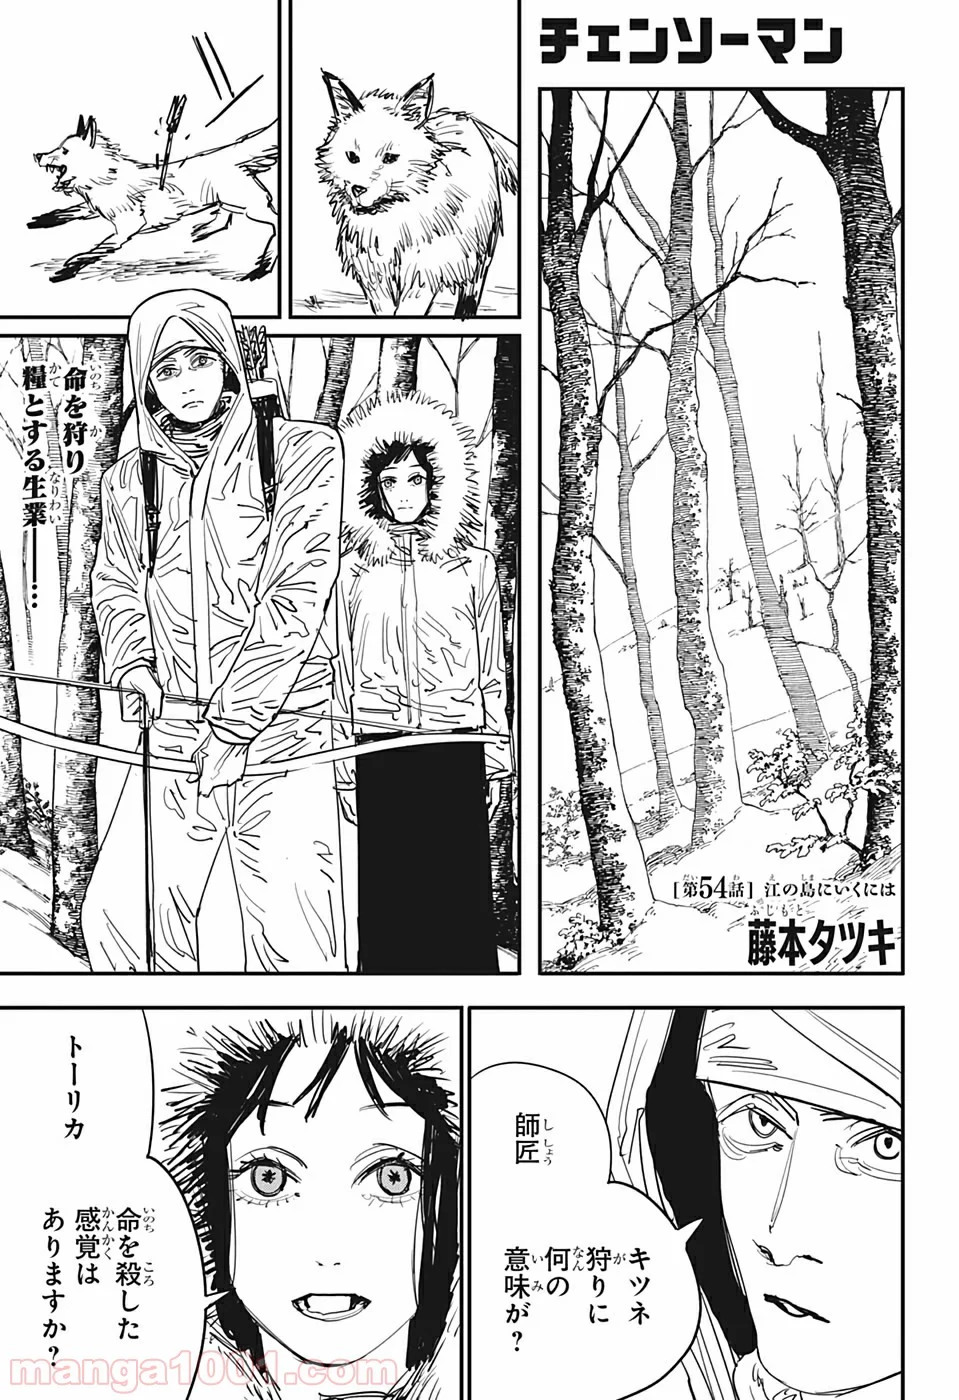 チェンソーマン
[第54話] 江の島にいくには
藤本タツキ
命を狩り
糧とする生業――…
師匠
キツネ
狩りに
何の
意味が？
トーリカ
命を殺した
感覚は
ありますか？
manga1001.com